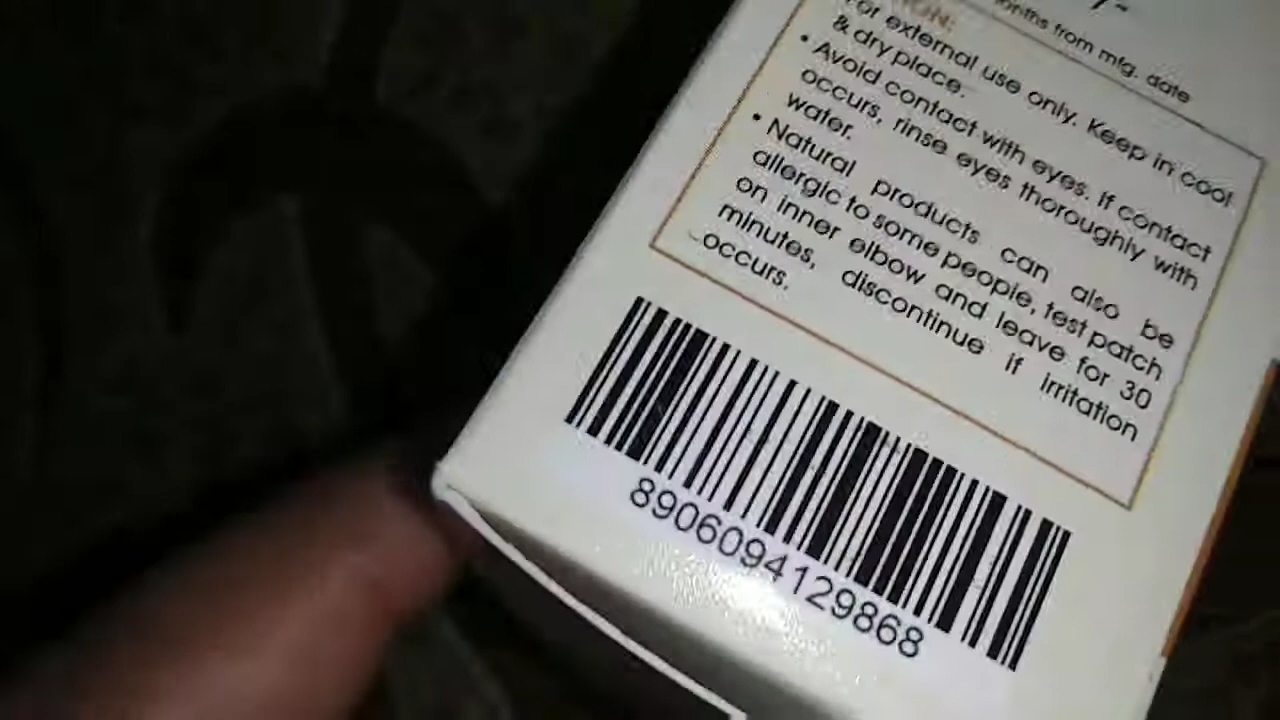 months from mfg. date
For external use only. Keep in cool
& dry place.
• Avoid contact with eyes. If contact
occurs, rinse eyes thoroughly with
water.
• Natural products can also be
allergic to some people, test patch
on inner elbow and leave for 30
minutes, discontinue if irritation
occurs.
8906094129868